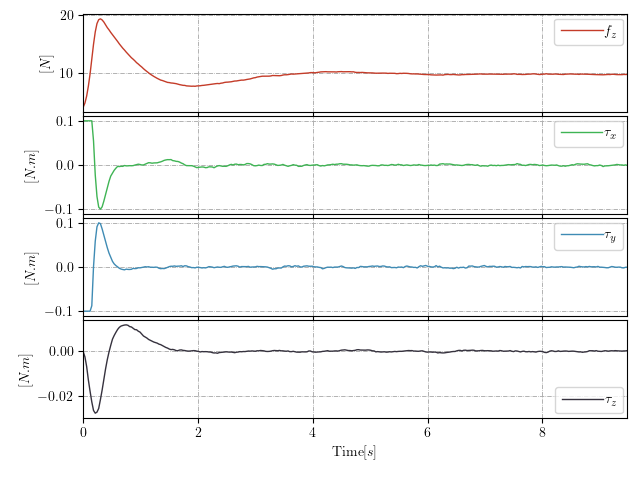 20
10
[N]
f_z
0.1
0.0
−0.1
[N.m]
τ_x
0.1
0.0
−0.1
[N.m]
τ_y
0.00
−0.02
[N.m]
τ_z
0 2 4 6 8
Time[s]